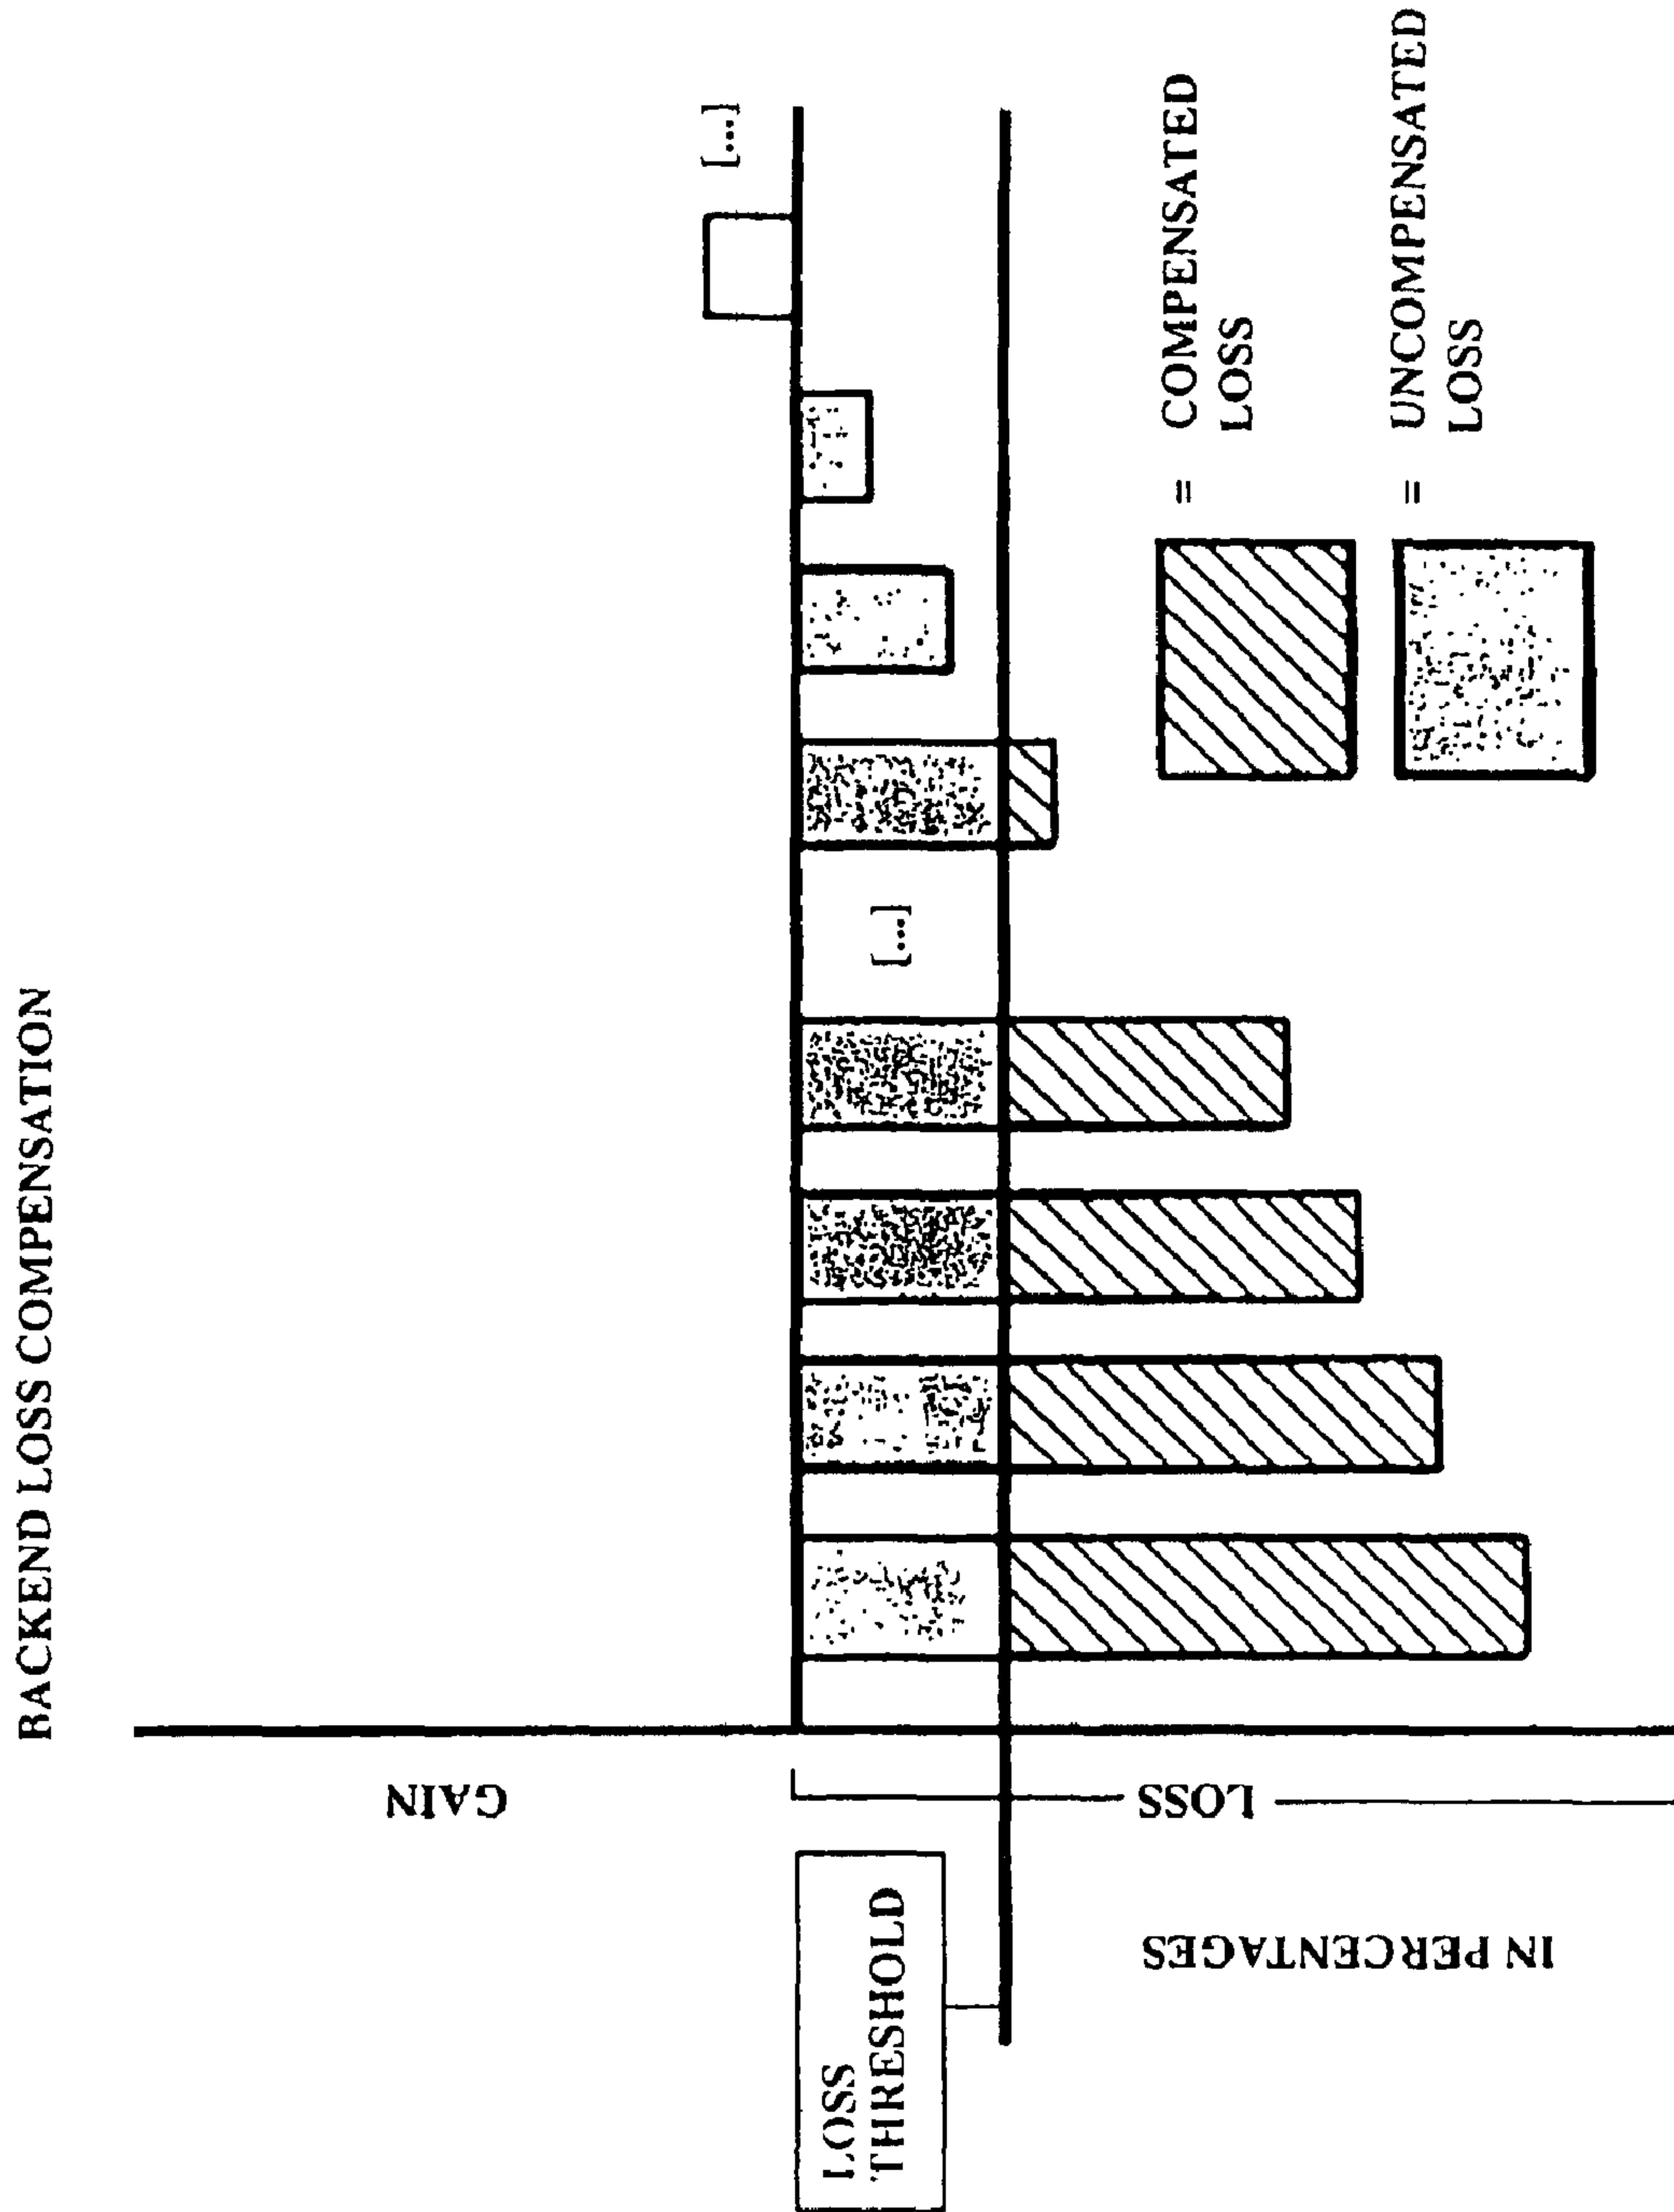 BACKEND LOSS COMPENSATION
GAIN
[...]
LOSS
THRESHOLD
[...]
LOSS
IN PERCENTAGES
= COMPENSATED
LOSS
= UNCOMPENSATED
LOSS